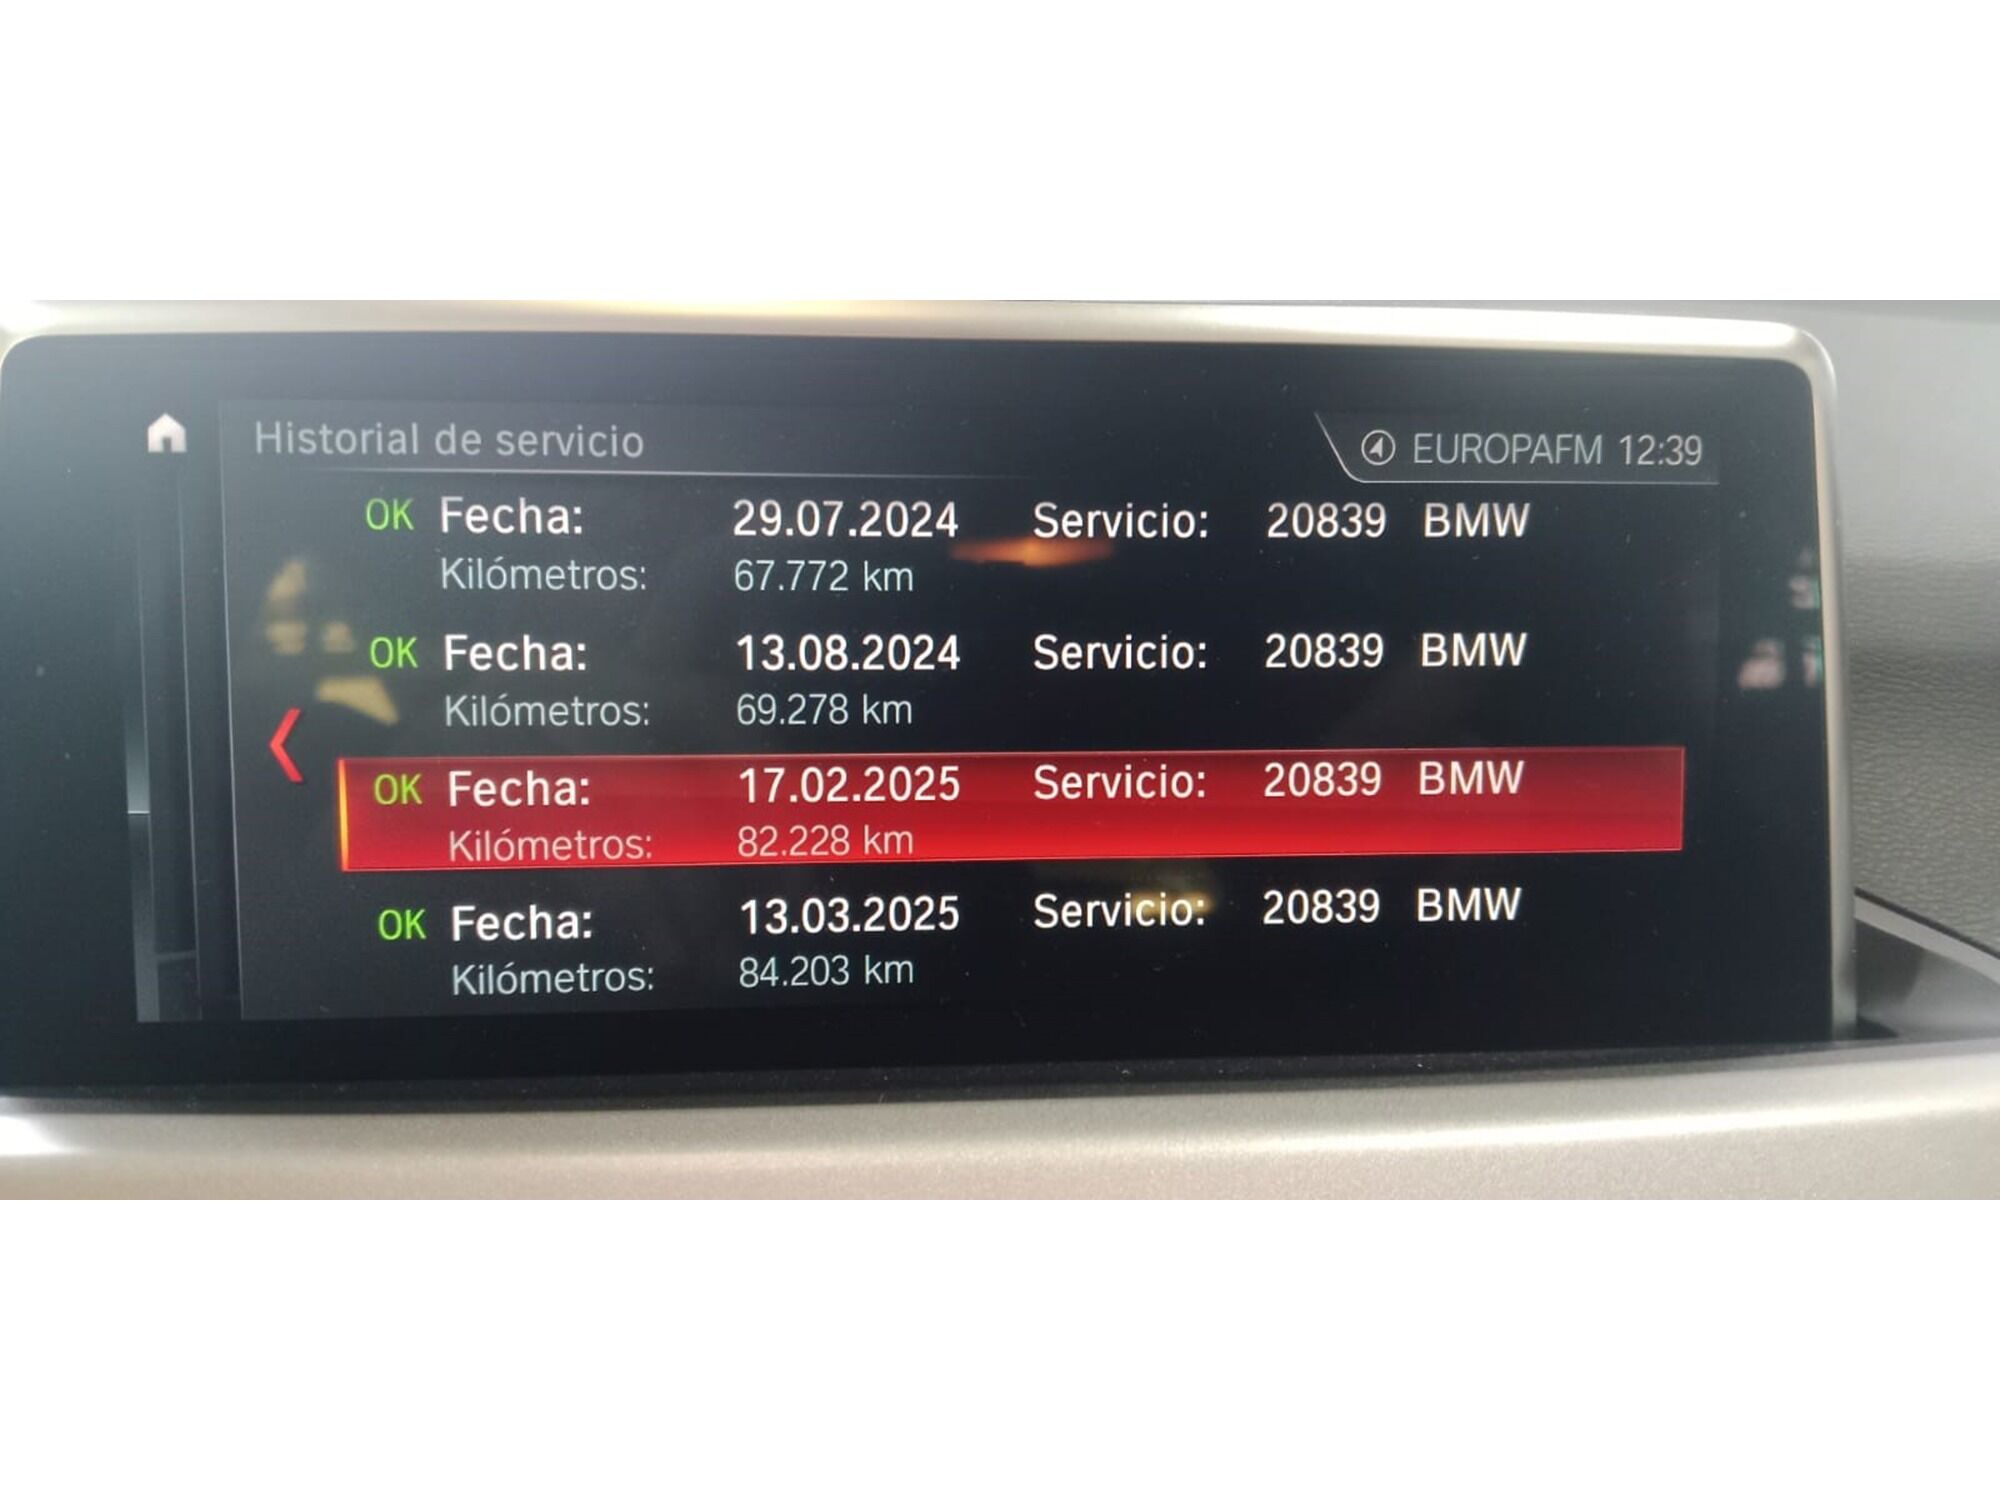 Historial de servicio EUROPAFM 12:39
OK Fecha: 29.07.2024 Servicio: 20839 BMW
Kilómetros: 67.772 km
OK Fecha: 13.08.2024 Servicio: 20839 BMW
Kilómetros: 69.278 km
OK Fecha: 17.02.2025 Servicio: 20839 BMW
Kilómetros: 82.228 km
OK Fecha: 13.03.2025 Servicio: 20839 BMW
Kilómetros: 84.203 km